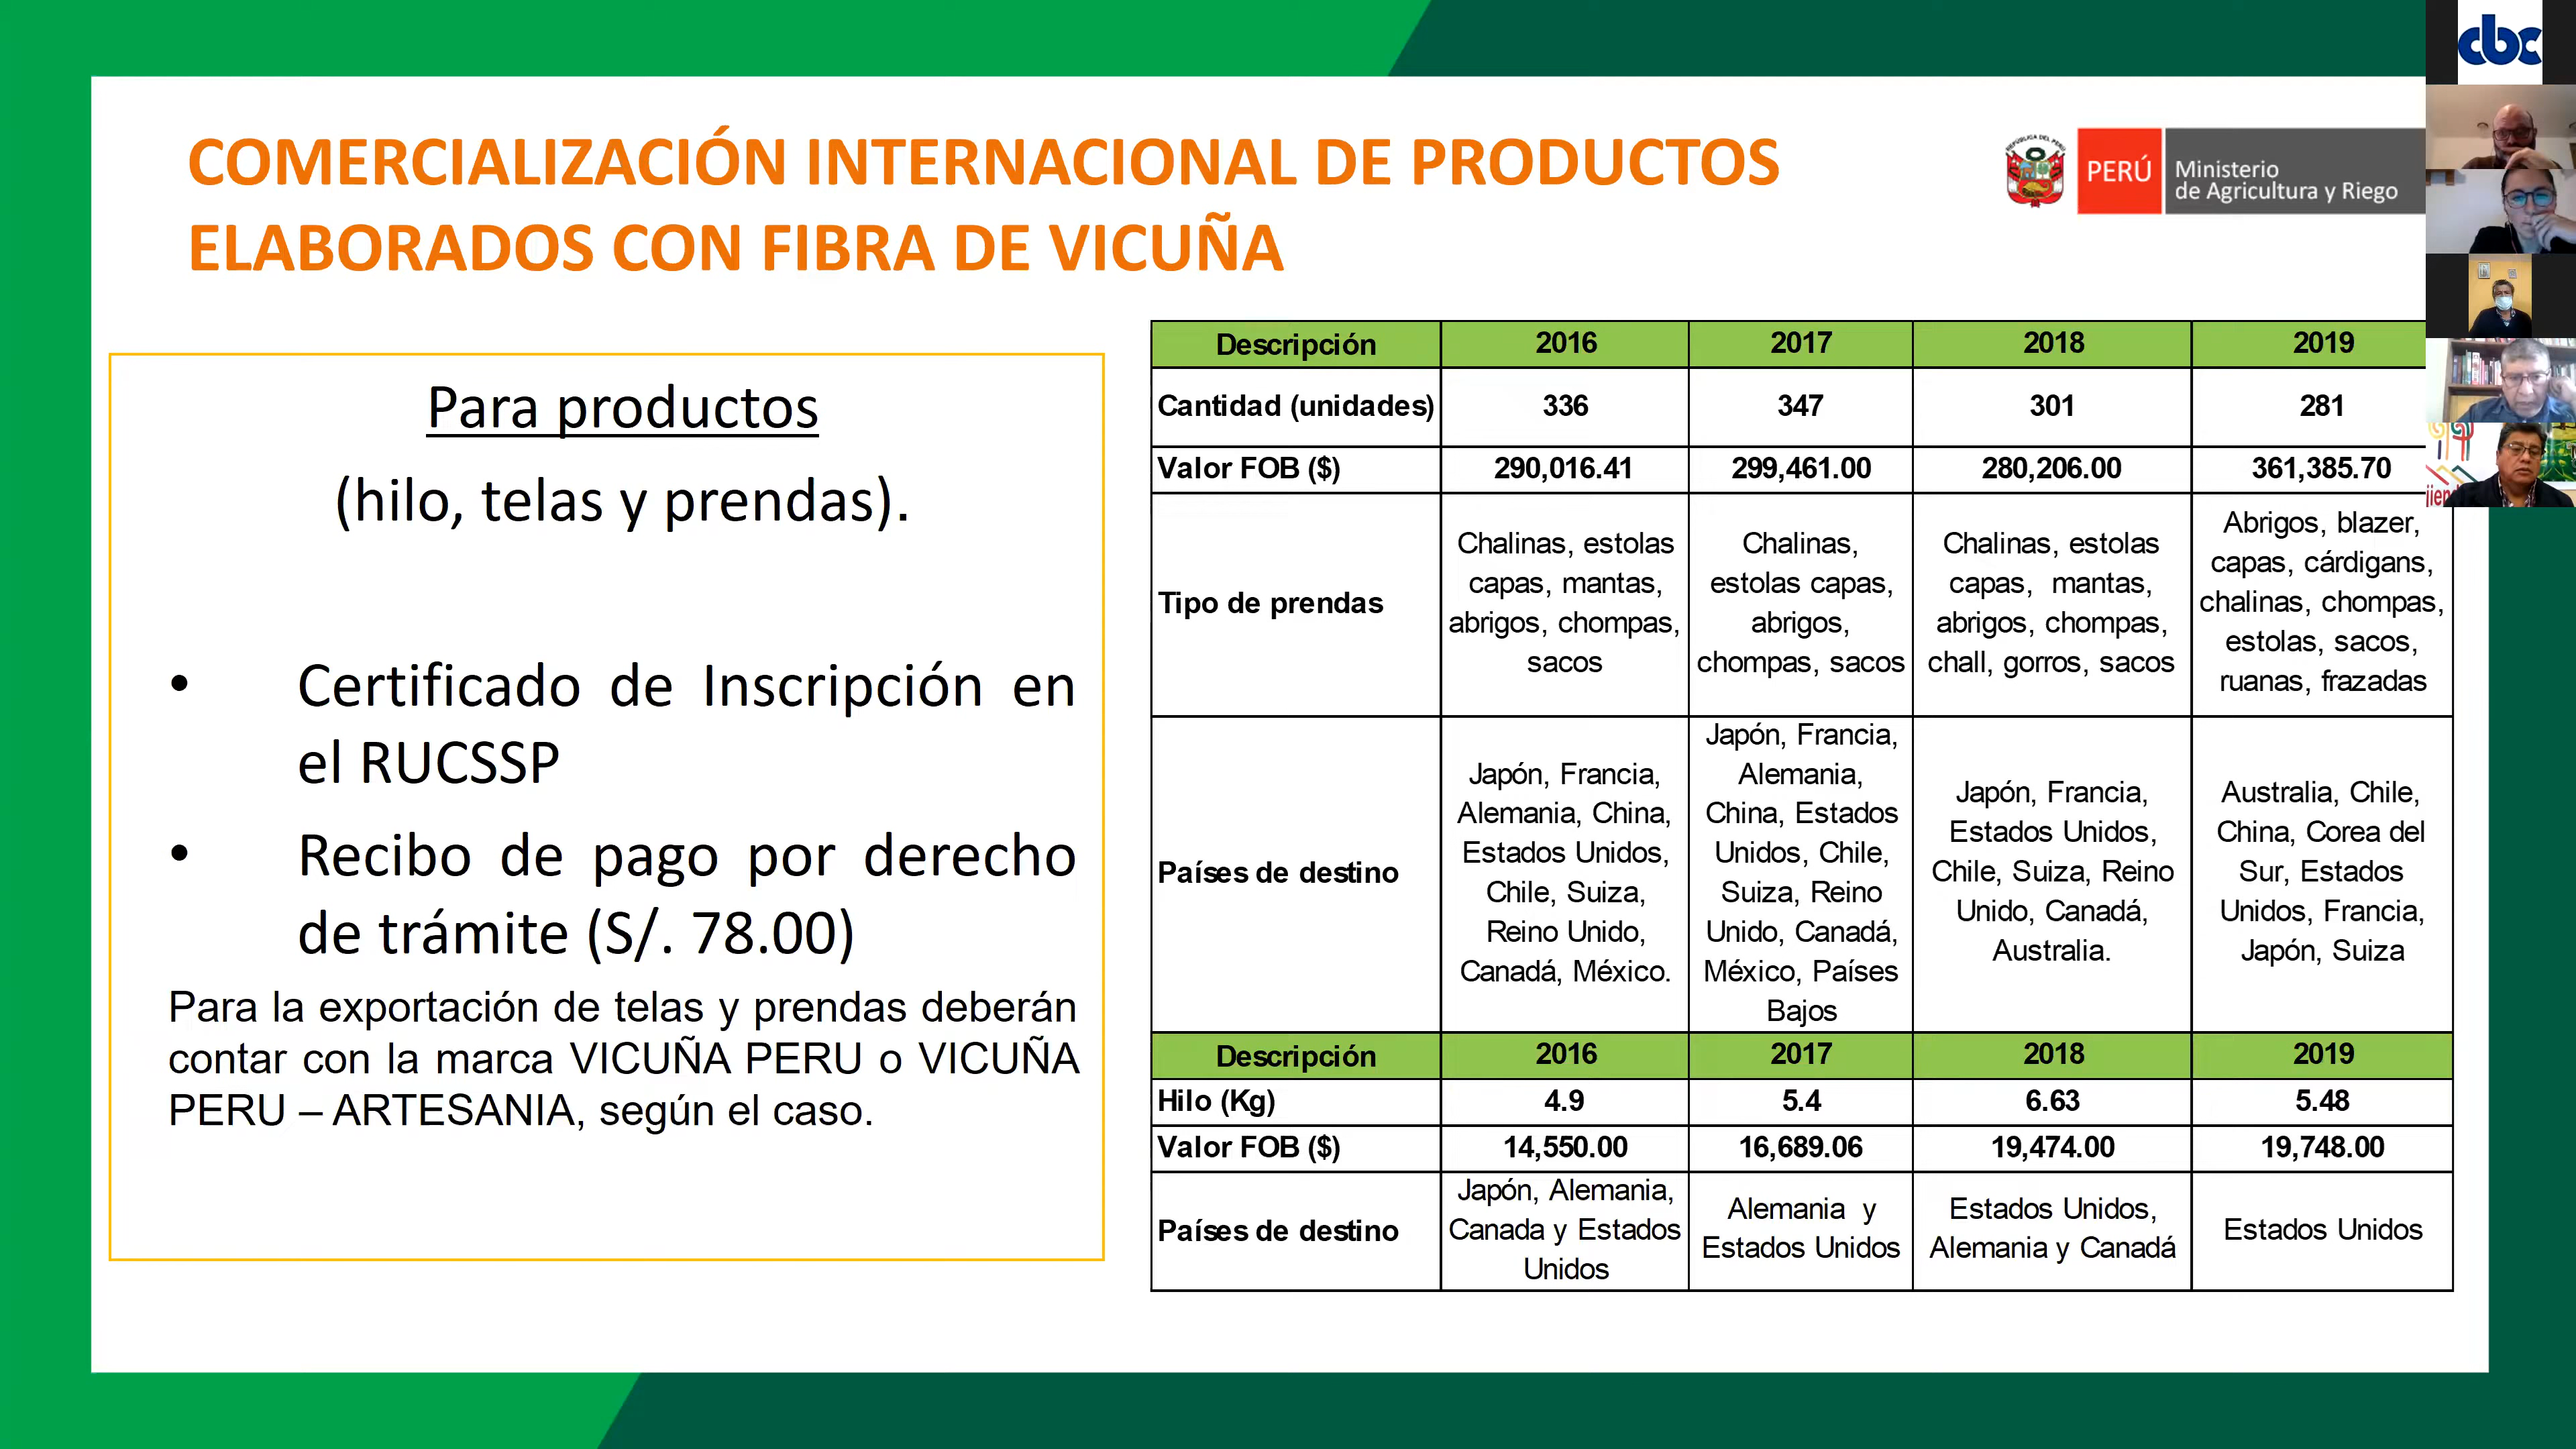 COMERCIALIZACIÓN INTERNACIONAL DE PRODUCTOS
ELABORADOS CON FIBRA DE VICUÑA
REPÚBLICA DEL PERÚ
PERÚ
Ministerio
de Agricultura y Riego
cbc
Para productos
(hilo, telas y prendas).
• Certificado de Inscripción en
el RUCSSP
• Recibo de pago por derecho
de trámite (S/. 78.00)
Para la exportación de telas y prendas deberán
contar con la marca VICUÑA PERU o VICUÑA
PERU – ARTESANIA, según el caso.
Descripción 2016 2017 2018 2019
Cantidad (unidades) 336 347 301 281
Valor FOB ($) 290,016.41 299,461.00 280,206.00 361,385.70
Tipo de prendas
Chalinas, estolas
capas, mantas,
abrigos, chompas,
sacos
Chalinas,
estolas capas,
abrigos,
chompas, sacos
Chalinas, estolas
capas, mantas,
abrigos, chompas,
chall, gorros, sacos
Abrigos, blazer,
capas, cárdigans,
chalinas, chompas,
estolas, sacos,
ruanas, frazadas
Países de destino
Japón, Francia,
Alemania, China,
Estados Unidos,
Chile, Suiza,
Reino Unido,
Canadá, México.
Japón, Francia,
Alemania,
China, Estados
Unidos, Chile,
Suiza, Reino
Unido, Canadá,
México, Países
Bajos
Japón, Francia,
Estados Unidos,
Chile, Suiza, Reino
Unido, Canadá,
Australia.
Australia, Chile,
China, Corea del
Sur, Estados
Unidos, Francia,
Japón, Suiza
Descripción 2016 2017 2018 2019
Hilo (Kg) 4.9 5.4 6.63 5.48
Valor FOB ($) 14,550.00 16,689.06 19,474.00 19,748.00
Países de destino
Japón, Alemania,
Canada y Estados
Unidos
Alemania y
Estados Unidos
Estados Unidos,
Alemania y Canadá
Estados Unidos